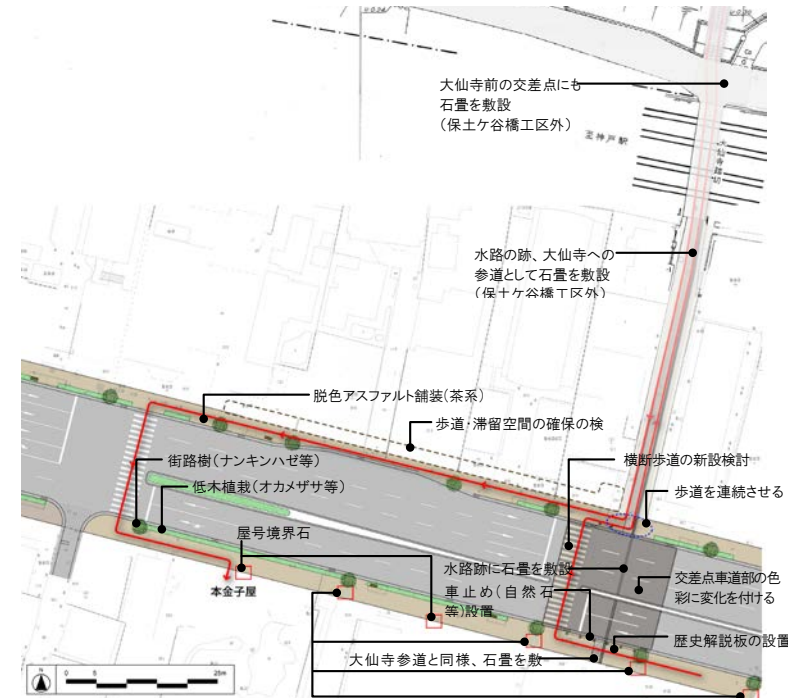 大仙寺前の交差点にも
石畳を敷設
（保土ケ谷橋工区外）
至神戸駅
大仙寺踏切
水路の跡、大仙寺への
参道として石畳を敷設
（保土ケ谷橋工区外）
脱色アスファルト舗装(茶系)
歩道・滞留空間の確保の検
街路樹(ナンキンハゼ等)
横断歩道の新設検討
低木植栽(オカメザサ等)
歩道を連続させる
屋号境界石
水路跡に石畳を敷設
交差点車道部の色
彩に変化を付ける
車止め(自然石
等)設置
本金子屋
歴史解説板の設置
大仙寺参道と同様、石畳を敷
0 5 25m